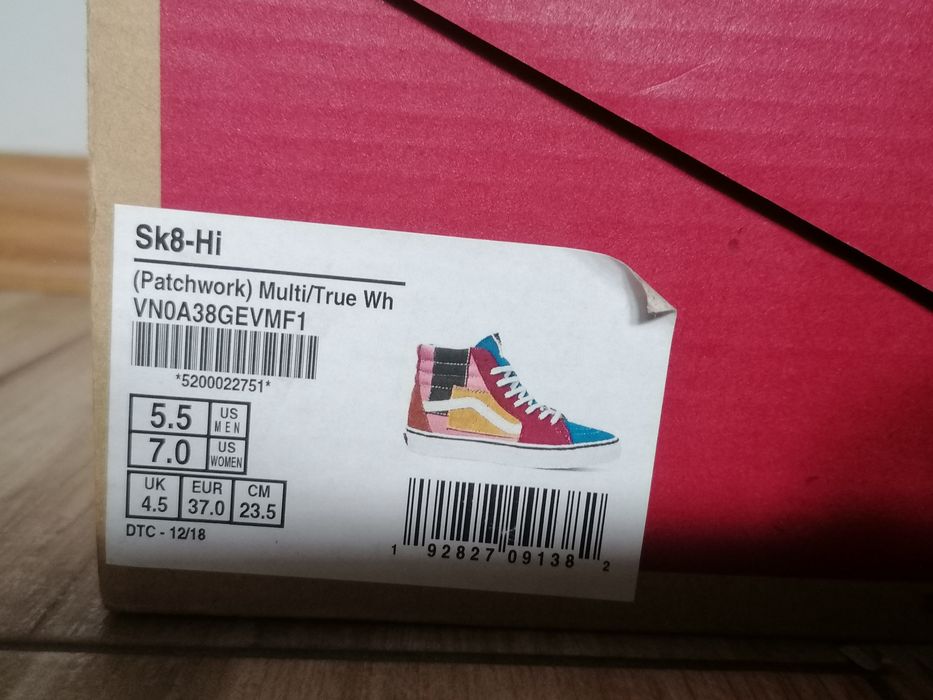 Sk8-Hi
(Patchwork) Multi/True Wh
VN0A38GEVMF1
*5200022751*
5.5 US MEN
7.0 US WOMEN
UK EUR CM
4.5 37.0 23.5
DTC - 12/18
1 92827 09138 2